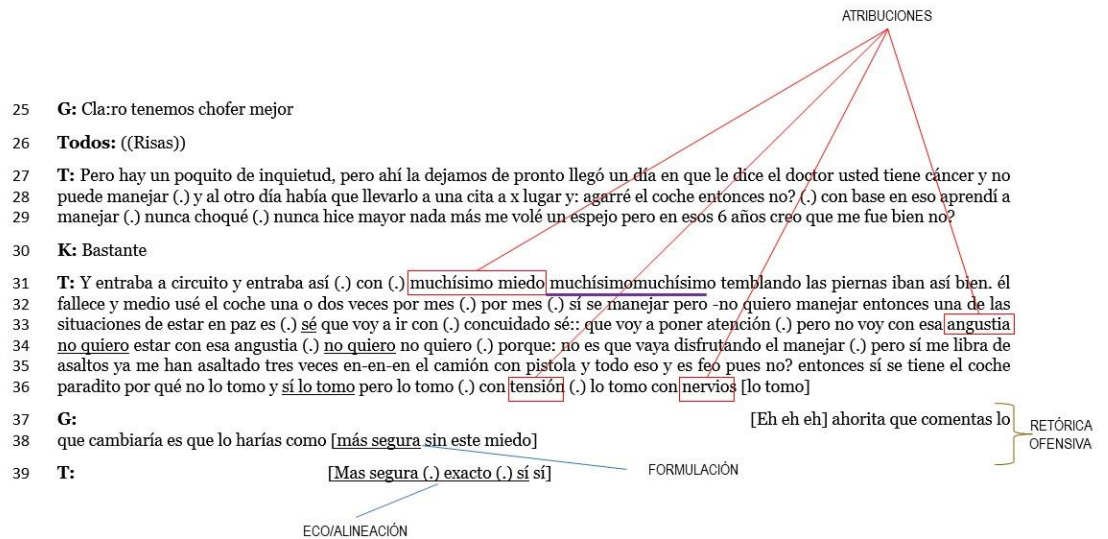 ATRIBUCIONES
25 G: Cla:ro tenemos chofer mejor
26 Todos: ((Risas))
27 T: Pero hay un poquito de inquietud, pero ahí la dejamos de pronto llegó un día en que le dice el doctor usted tiene cáncer y no
28 puede manejar (.) y al otro día había que llevarlo a una cita a x lugar y: agarré el coche entonces no? (.) con base en eso aprendí a
29 manejar (.) nunca choqué (.) nunca hice mayor nada más me volé un espejo pero en esos 6 años creo que me fue bien no?
30 K: Bastante
31 T: Y entraba a circuito y entraba así (.) con (.) muchísimo miedo muchísimomuchísimo temblando las piernas iban así bien. él
32 fallece y medio usé el coche una o dos veces por mes (.) por mes (.) sí se manejar pero -no quiero manejar entonces una de las
33 situaciones de estar en paz es (.) sé que voy a ir con (.) concuidado sé:: que voy a poner atención (.) pero no voy con esa angustia
34 no quiero estar con esa angustia (.) no quiero no quiero (.) porque: no es que vaya disfrutando el manejar (.) pero sí me libra de
35 asaltos ya me han asaltado tres veces en-en-en el camión con pistola y todo eso y es feo pues no? entonces sí se tiene el coche
36 paradito por qué no lo tomo y sí lo tomo pero lo tomo (.) con tensión (.) lo tomo con nervios [lo tomo]
37 G: [Eh eh eh] ahorita que comentas lo
38 que cambiaría es que lo harías como [más segura sin este miedo]
RETÓRICA
OFENSIVA
39 T: [Mas segura (.) exacto (.) sí sí]
FORMULACIÓN
ECO/ALINEACIÓN